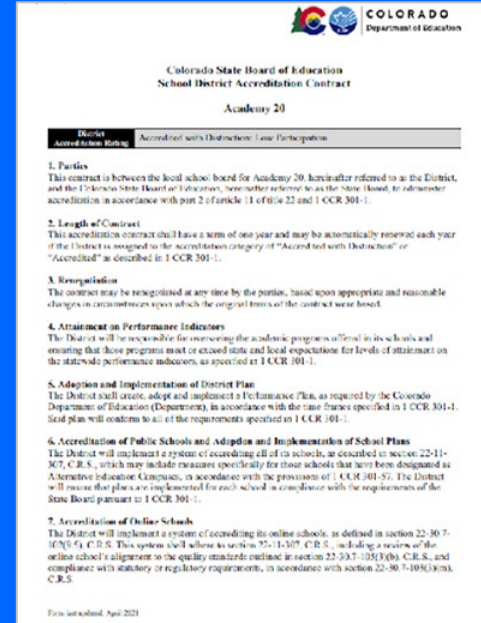 COLORADO
Department of Education
Colorado State Board of Education
School District Accreditation Contract
Academy 20
District
Accreditation Rating
Accredited with Distinction: Low Participation
1. Parties
This contract is between the local school board for Academy 20, hereinafter referred to as the District,
and the Colorado State Board of Education, hereinafter referred to as the State Board, to administer
accreditation in accordance with part 2 of article 11 of title 22 and 1 CCR 301-1.
2. Length of Contract
This accreditation contract shall have a term of one year and may be automatically renewed each year
if the District is assigned to the accreditation category of “Accredited with Distinction” or
“Accredited” as described in 1 CCR 301-1.
3. Renegotiation
The contract may be renegotiated at any time by the parties, based upon appropriate and reasonable
changes in circumstances upon which the original terms of the contract were based.
4. Attainment on Performance Indicators
The District will be responsible for overseeing the academic programs offered in its schools and
ensuring that those programs meet or exceed state and local expectations for levels of attainment on
the statewide performance indicators, as specified in 1 CCR 301-1.
5. Adoption and Implementation of District Plan
The District shall create, adopt and implement a Performance Plan, as required by the Colorado
Department of Education (Department), in accordance with the time frames specified in 1 CCR 301-1.
Said plan will conform to all of the requirements specified in 1 CCR 301-1.
6. Accreditation of Public Schools and Adoption and Implementation of School Plans
The District will implement a system of accrediting all of its schools, as described in section 22-11-
307, C.R.S., which may include measures specifically for those schools that have been designated as
Alternative Education Campuses, in accordance with the provisions of 1 CCR 301-57. The District
will ensure that plans are implemented for each school in compliance with the requirements of the
State Board pursuant to 1 CCR 301-1.
7. Accreditation of Online Schools
The District will implement a system of accrediting its online schools, as defined in section 22-30.7-
102(9.5), C.R.S. This system shall adhere to section 22-11-307, C.R.S., including a review of the
online school’s alignment to the quality standards outlined in section 22-30.7-105(3)(b), C.R.S., and
compliance with statutory or regulatory requirements, in accordance with section 22-30.7-103(3)(m),
C.R.S.
Form last updated: April 2021